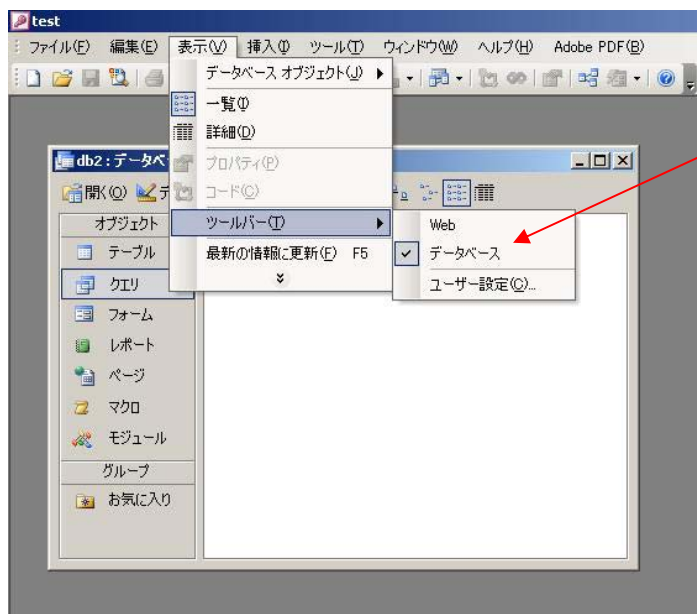 test
ファイル(F) 編集(E) 表示(V) 挿入(I) ツール(T) ウィンドウ(W) ヘルプ(H) Adobe PDF(B)
データベース オブジェクト(J)
一覧(I)
詳細(D)
プロパティ(P)
コード(C)
ツールバー(T)
最新の情報に更新(F) F5
Web
データベース
ユーザー設定(C)...
db2 : データベ
開く(O) デ
オブジェクト
テーブル
クエリ
フォーム
レポート
ページ
マクロ
モジュール
グループ
お気に入り